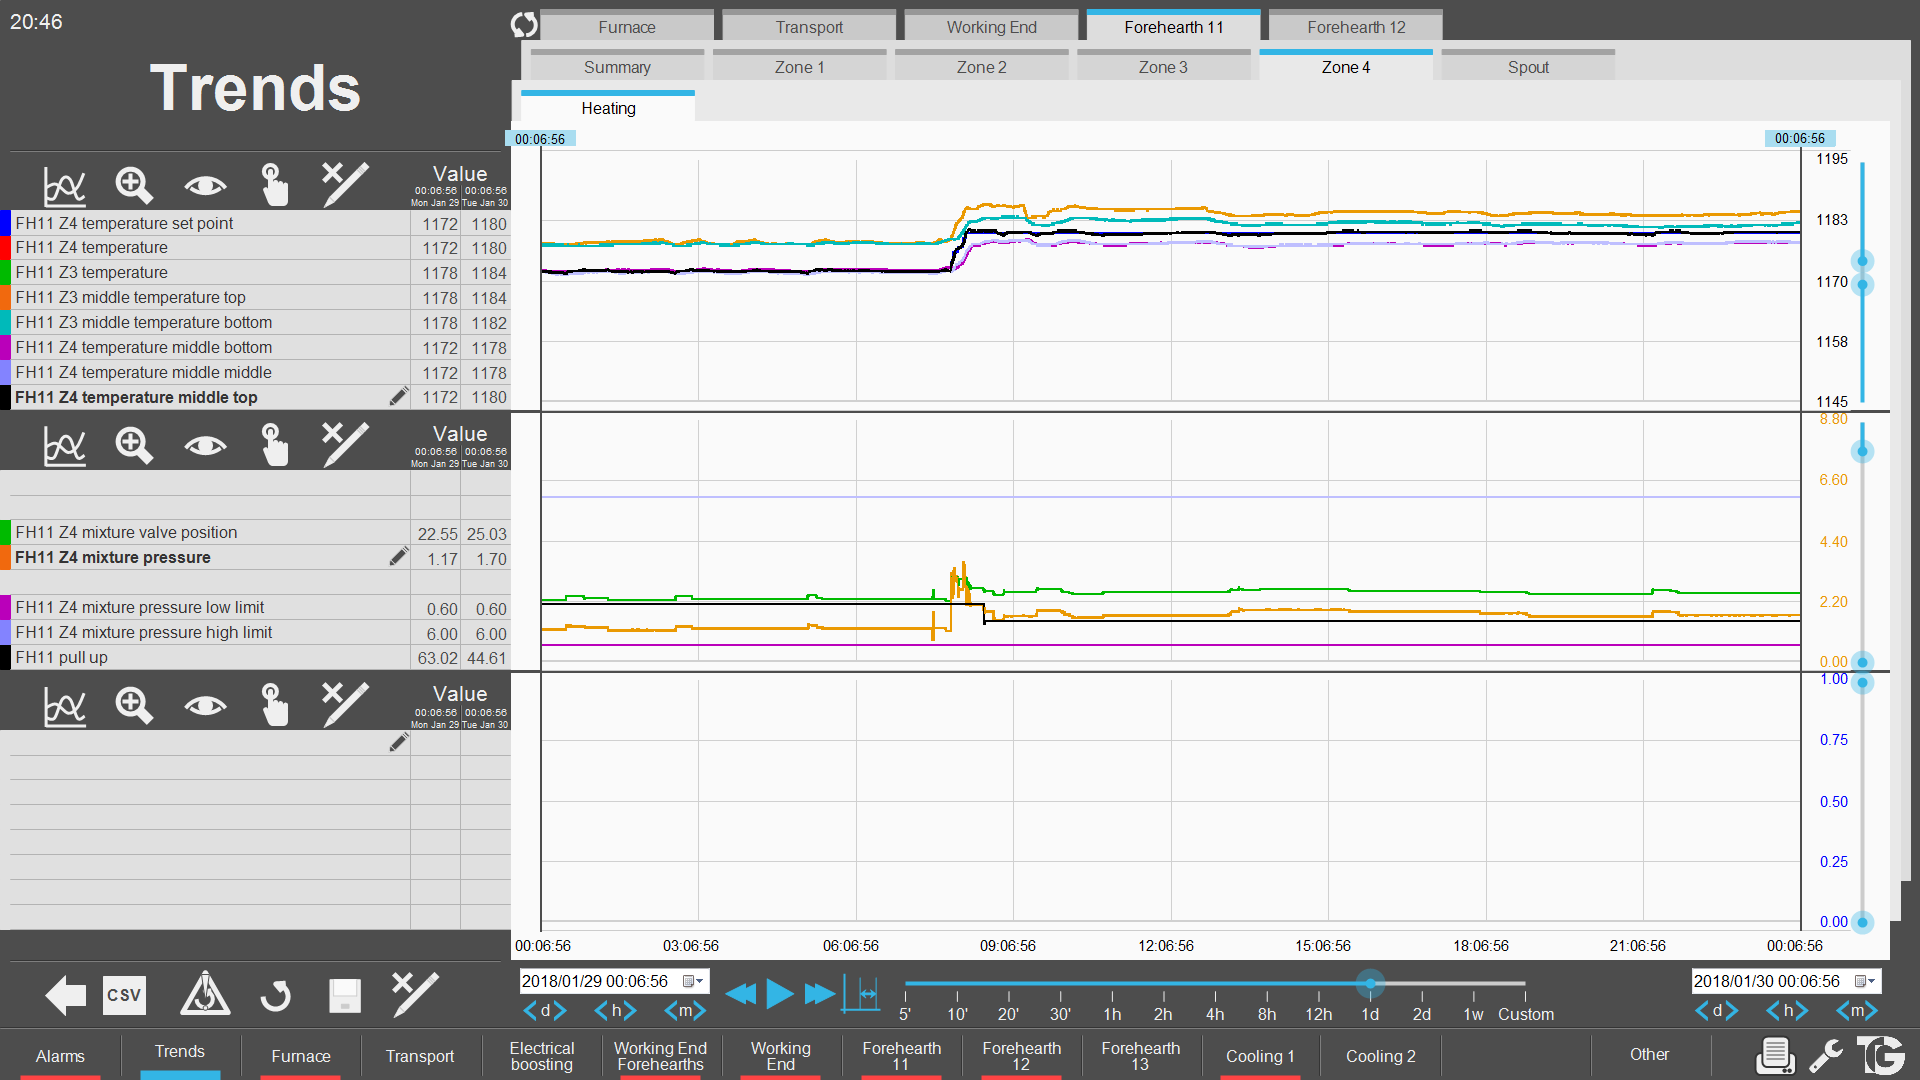 20:46
Trends
Furnace
Transport
Working End
Forehearth 11
Forehearth 12
Summary
Zone 1
Zone 2
Zone 3
Zone 4
Spout
Heating
00:06:56
00:06:56
Value
00:06:56 00:06:56
Mon Jan 29 Tue Jan 30
FH11 Z4 temperature set point 1172 1180
FH11 Z4 temperature 1172 1180
FH11 Z3 temperature 1178 1184
FH11 Z3 middle temperature top 1178 1184
FH11 Z3 middle temperature bottom 1178 1182
FH11 Z4 temperature middle bottom 1172 1178
FH11 Z4 temperature middle middle 1172 1178
FH11 Z4 temperature middle top 1172 1180
1195
1183
1170
1158
1145
Value
00:06:56 00:06:56
Mon Jan 29 Tue Jan 30
FH11 Z4 mixture valve position 22.55 25.03
FH11 Z4 mixture pressure 1.17 1.70
FH11 Z4 mixture pressure low limit 0.60 0.60
FH11 Z4 mixture pressure high limit 6.00 6.00
FH11 pull up 63.02 44.61
8.80
6.60
4.40
2.20
0.00
Value
00:06:56 00:06:56
Mon Jan 29 Tue Jan 30
1.00
0.75
0.50
0.25
0.00
00:06:56 03:06:56 06:06:56 09:06:56 12:06:56 15:06:56 18:06:56 21:06:56 00:06:56
CSV
2018/01/29 00:06:56
d h m
5' 10' 20' 30' 1h 2h 4h 8h 12h 1d 2d 1w Custom
2018/01/30 00:06:56
d h m
Alarms
Trends
Furnace
Transport
Electrical
boosting
Working End
Forehearths
Working
End
Forehearth
11
Forehearth
12
Forehearth
13
Cooling 1
Cooling 2
Other
TG